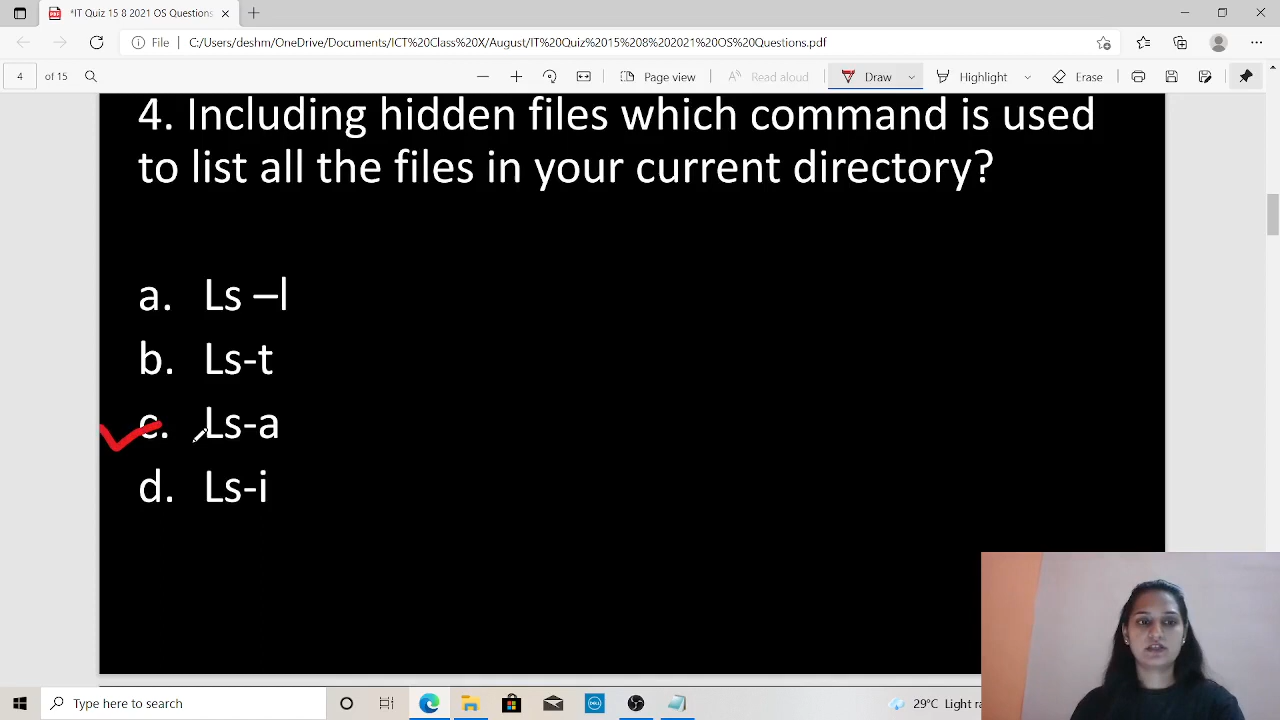 *IT Quiz 15 8 2021 OS Questions
File
C:/Users/deshm/OneDrive/Documents/ICT%20Class%20X/August/IT%20Quiz%2015%208%202021%20OS%20Questions.pdf
4 of 15
Page view
Read aloud
Draw
Highlight
Erase
4. Including hidden files which command is used
to list all the files in your current directory?
a. Ls –l
b. Ls-t
c. Ls-a
d. Ls-i
Type here to search
29°C Light